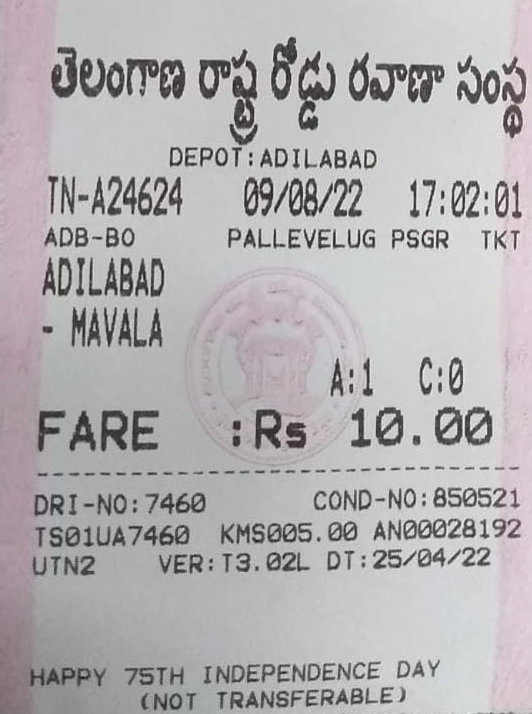 తెలంగాణ రాష్ట్ర రోడ్డు రవాణా సంస్థ
DEPOT:ADILABAD
TN-A24624 09/08/22 17:02:01
ADB-BO PALLEVELUG PSGR TKT
ADILABAD
- MAVALA
A:1 C:0
FARE :Rs 10.00
DRI-NO:7460 COND-NO:850521
TS01UA7460 KMS005.00 AN00028192
UTN2 VER:T3.02L DT:25/04/22
HAPPY 75TH INDEPENDENCE DAY
(NOT TRANSFERABLE)